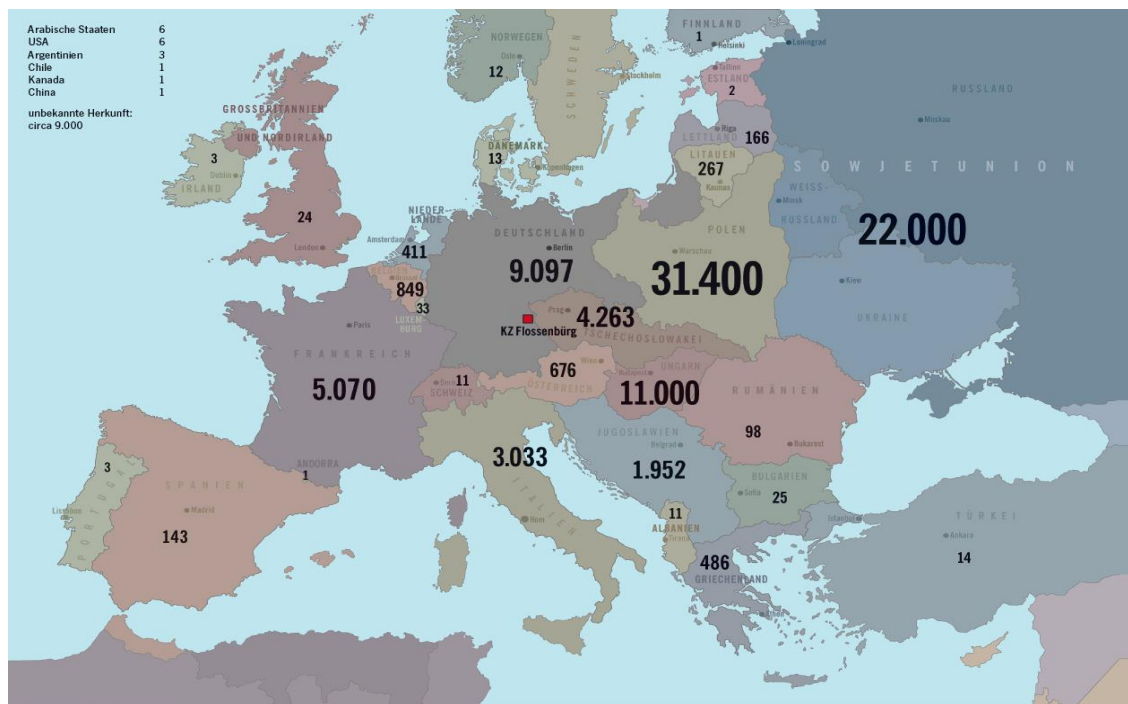 Arabische Staaten 6
USA 6
Argentinien 3
Chile 1
Kanada 1
China 1
unbekannte Herkunft:
circa 9.000
FINNLAND
1
Helsinki
Leningrad
NORWEGEN
Oslo
12
SCHWEDEN
Stockholm
Tallinn
ESTLAND
2
RUSSLAND
Moskau
GROSSBRITANNIEN
UND NORDIRLAND
3
Dublin
IRLAND
24
London
DÄNEMARK
13
Kopenhagen
Riga
LETTLAND
166
LITAUEN
267
Kaunas
SOWJETUNION
WEISS-
Minsk
RUSSLAND
22.000
NIEDER-
LANDE
Amsterdam
411
DEUTSCHLAND
Berlin
9.097
POLEN
Warschau
31.400
Kiew
UKRAINE
BELGIEN
Brüssel
849
33
LUXEM-
BURG
KZ Flossenbürg
Prag
4.263
TSCHECHOSLOWAKEI
Paris
FRANKREICH
5.070
Bern
11
SCHWEIZ
Wien
676
ÖSTERREICH
Budapest
UNGARN
11.000
RUMÄNIEN
98
Bukarest
3.033
ITALIEN
Rom
JUGOSLAWIEN
Belgrad
1.952
BULGARIEN
Sofia
25
ANDORRA
1
3
PORTUGAL
Lissabon
SPANIEN
Madrid
143
11
ALBANIEN
Tirana
486
GRIECHENLAND
Athen
Istanbul
TÜRKEI
Ankara
14